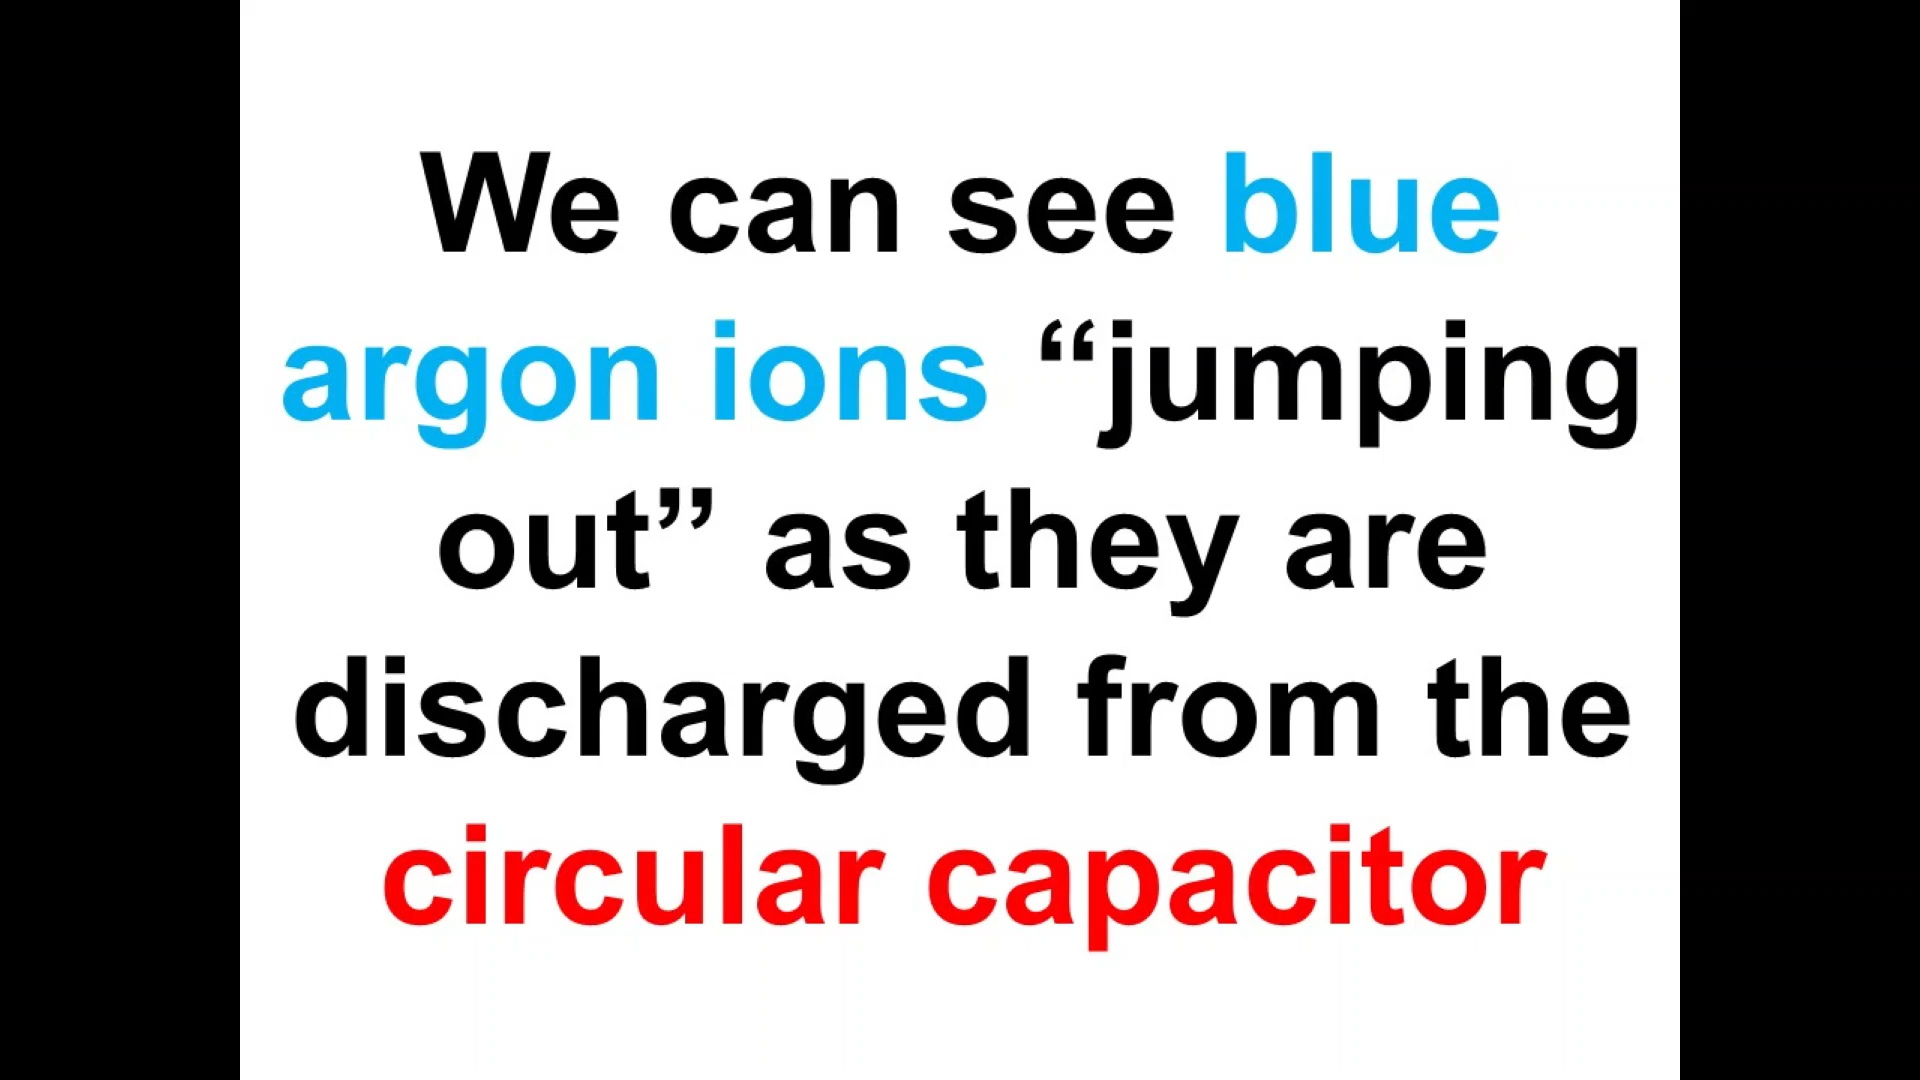 We can see blue
argon ions “jumping
out” as they are
discharged from the
circular capacitor